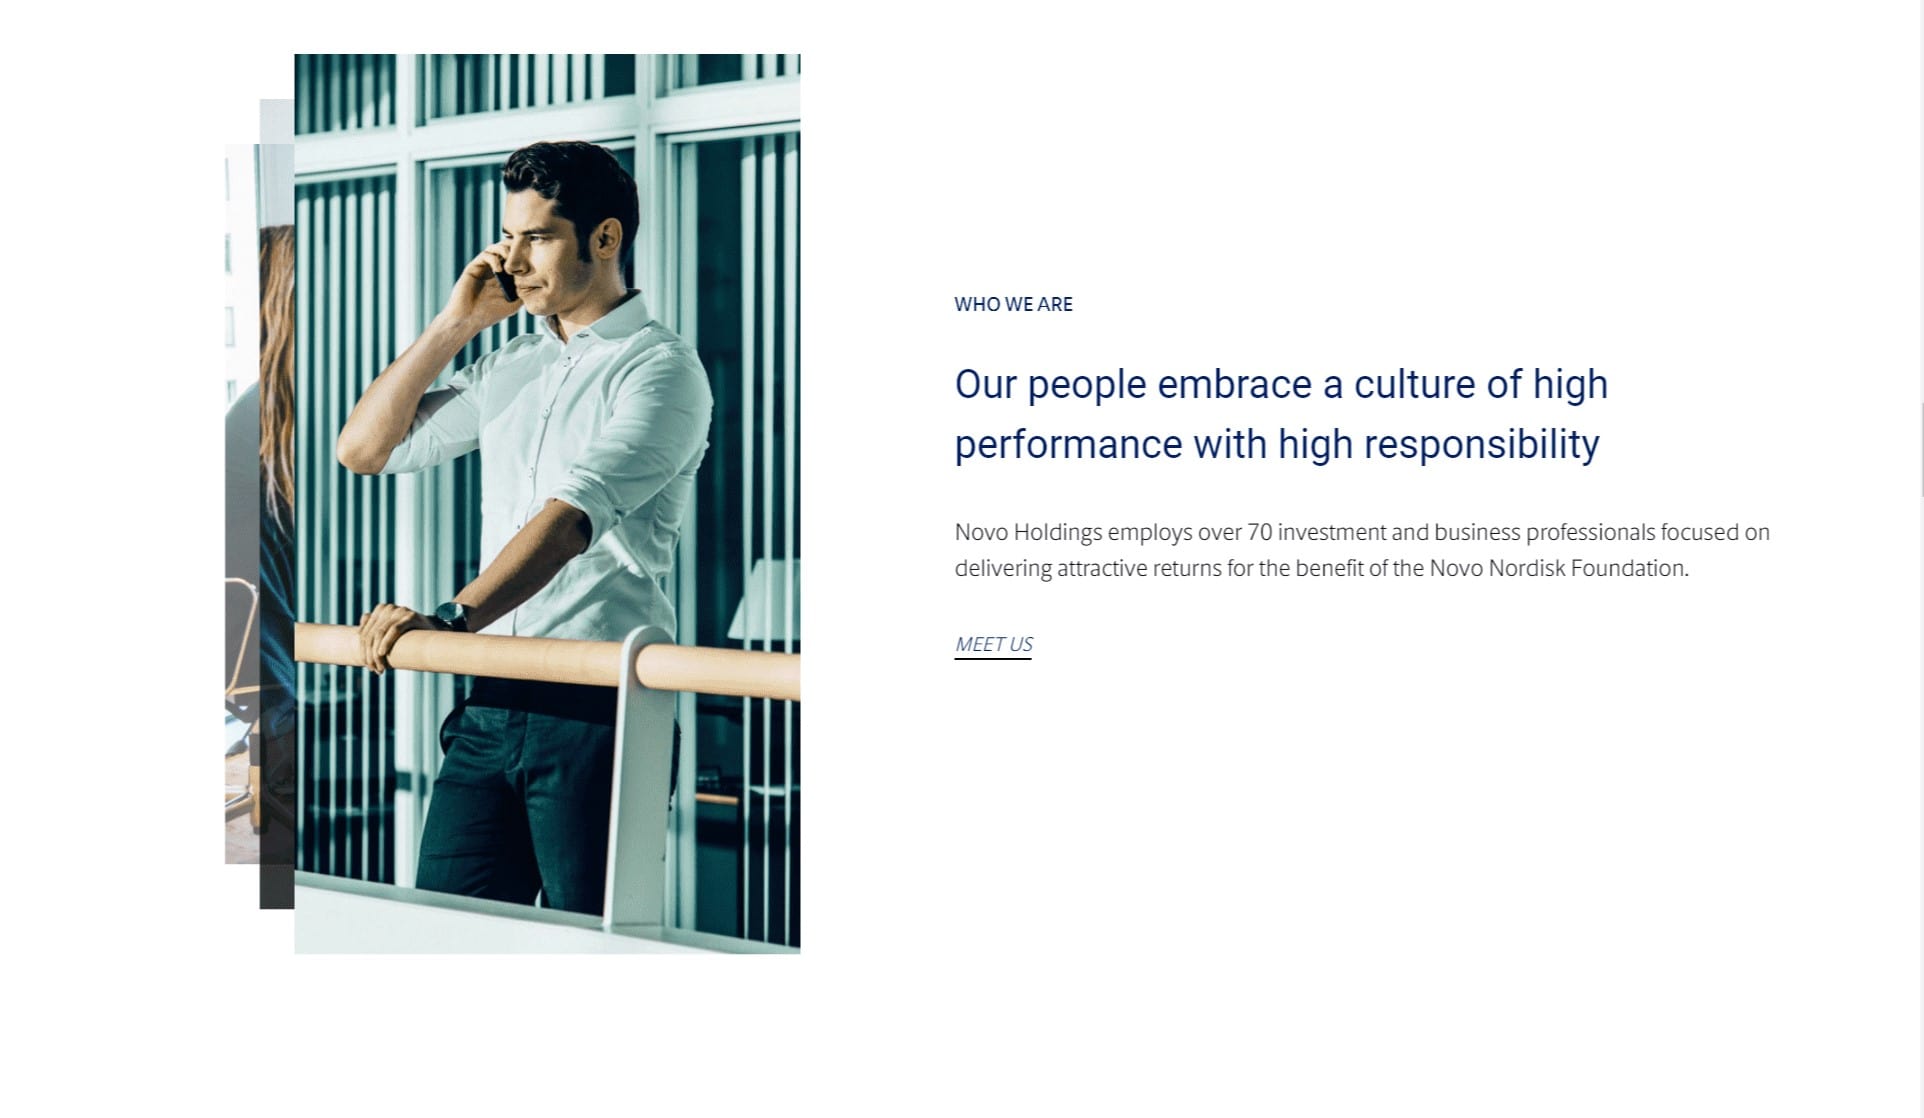 WHO WE ARE
Our people embrace a culture of high
performance with high responsibility
Novo Holdings employs over 70 investment and business professionals focused on
delivering attractive returns for the benefit of the Novo Nordisk Foundation.
MEET US